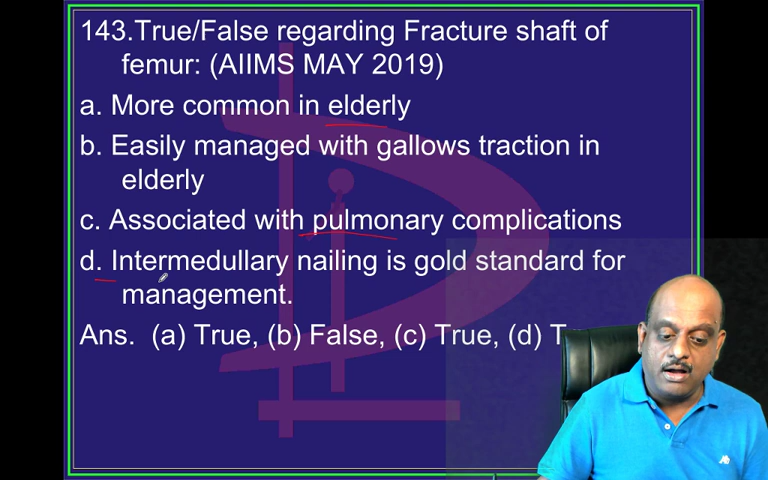 143.True/False regarding Fracture shaft of
femur: (AIIMS MAY 2019)
a. More common in elderly
b. Easily managed with gallows traction in
elderly
c. Associated with pulmonary complications
d. Intermedullary nailing is gold standard for
management.
Ans. (a) True, (b) False, (c) True, (d) T